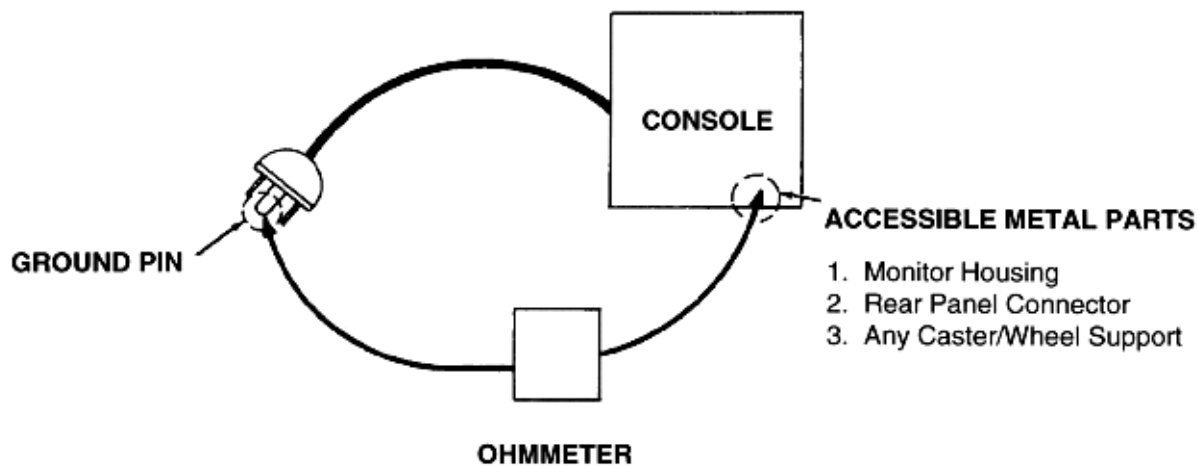 CONSOLE
GROUND PIN
ACCESSIBLE METAL PARTS
1. Monitor Housing
2. Rear Panel Connector
3. Any Caster/Wheel Support
OHMMETER